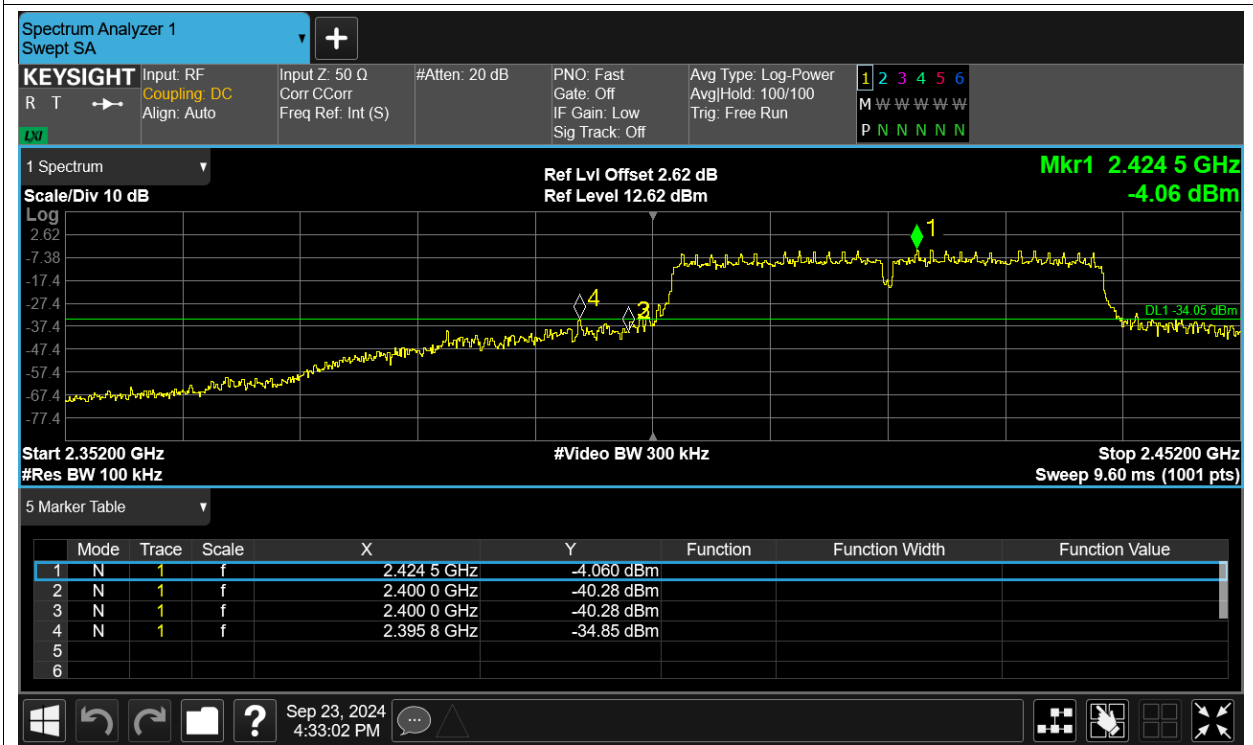 Spectrum Analyzer 1
Swept SA
KEYSIGHT Input: RF Input Z: 50 Ω #Atten: 20 dB PNO: Fast Avg Type: Log-Power 1 2 3 4 5 6
R T Coupling: DC Corr CCorr Gate: Off Avg|Hold: 100/100 M W W W W W
Align: Auto Freq Ref: Int (S) IF Gain: Low Trig: Free Run
LXI Sig Track: Off P N N N N N
1 Spectrum Ref Lvl Offset 2.62 dB Mkr1 2.424 5 GHz
Scale/Div 10 dB Ref Level 12.62 dBm -4.06 dBm
Log
2.62 1
-7.38
-17.4
-27.4 4 DL1 -34.05 dBm
-37.4
-47.4
-57.4
-67.4
-77.4
Start 2.35200 GHz #Video BW 300 kHz Stop 2.45200 GHz
#Res BW 100 kHz Sweep 9.60 ms (1001 pts)
5 Marker Table
Mode Trace Scale X Y Function Function Width Function Value
1 N 1 f 2.424 5 GHz -4.060 dBm
2 N 1 f 2.400 0 GHz -40.28 dBm
3 N 1 f 2.400 0 GHz -40.28 dBm
4 N 1 f 2.395 8 GHz -34.85 dBm
5
6
? Sep 23, 2024
4:33:02 PM